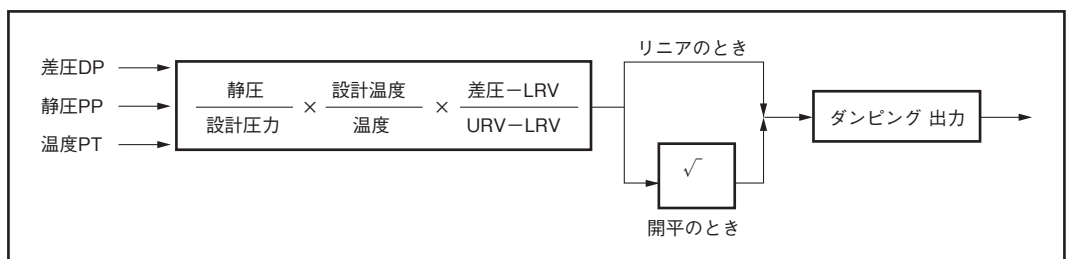 リニアのとき
差圧DP
静圧PP
温度PT
静圧 × 設計温度 × 差圧−LRV
設計圧力 温度 URV−LRV
ダンピング 出力
√
開平のとき